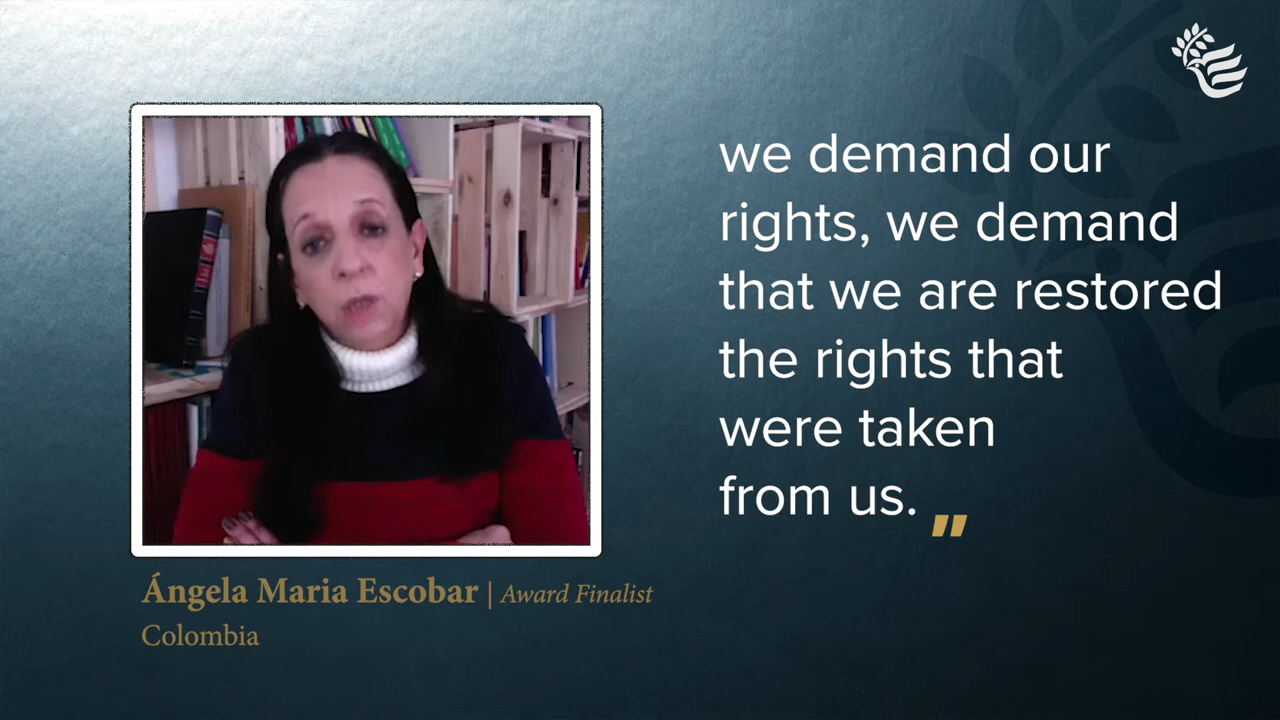 we demand our
rights, we demand
that we are restored
the rights that
were taken
from us. "
Ángela Maria Escobar | Award Finalist
Colombia